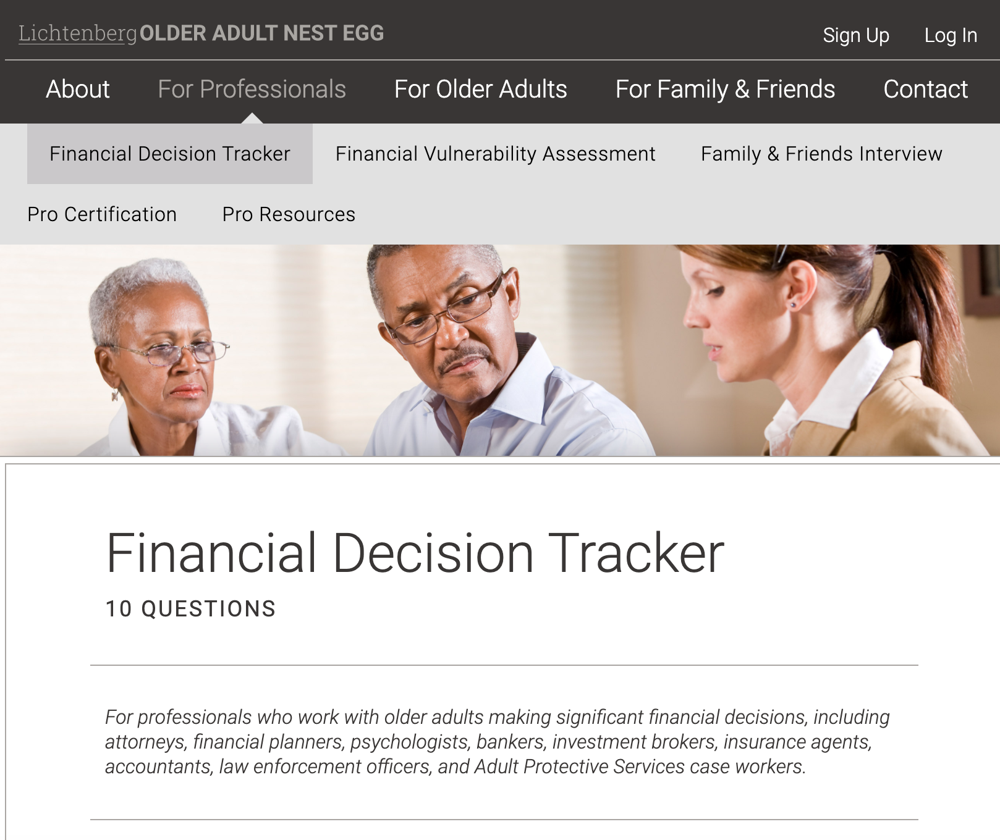 Lichtenberg OLDER ADULT NEST EGG
Sign Up Log In
About For Professionals For Older Adults For Family & Friends Contact
Financial Decision Tracker Financial Vulnerability Assessment Family & Friends Interview
Pro Certification Pro Resources
Financial Decision Tracker
10 QUESTIONS
For professionals who work with older adults making significant financial decisions, including
attorneys, financial planners, psychologists, bankers, investment brokers, insurance agents,
accountants, law enforcement officers, and Adult Protective Services case workers.